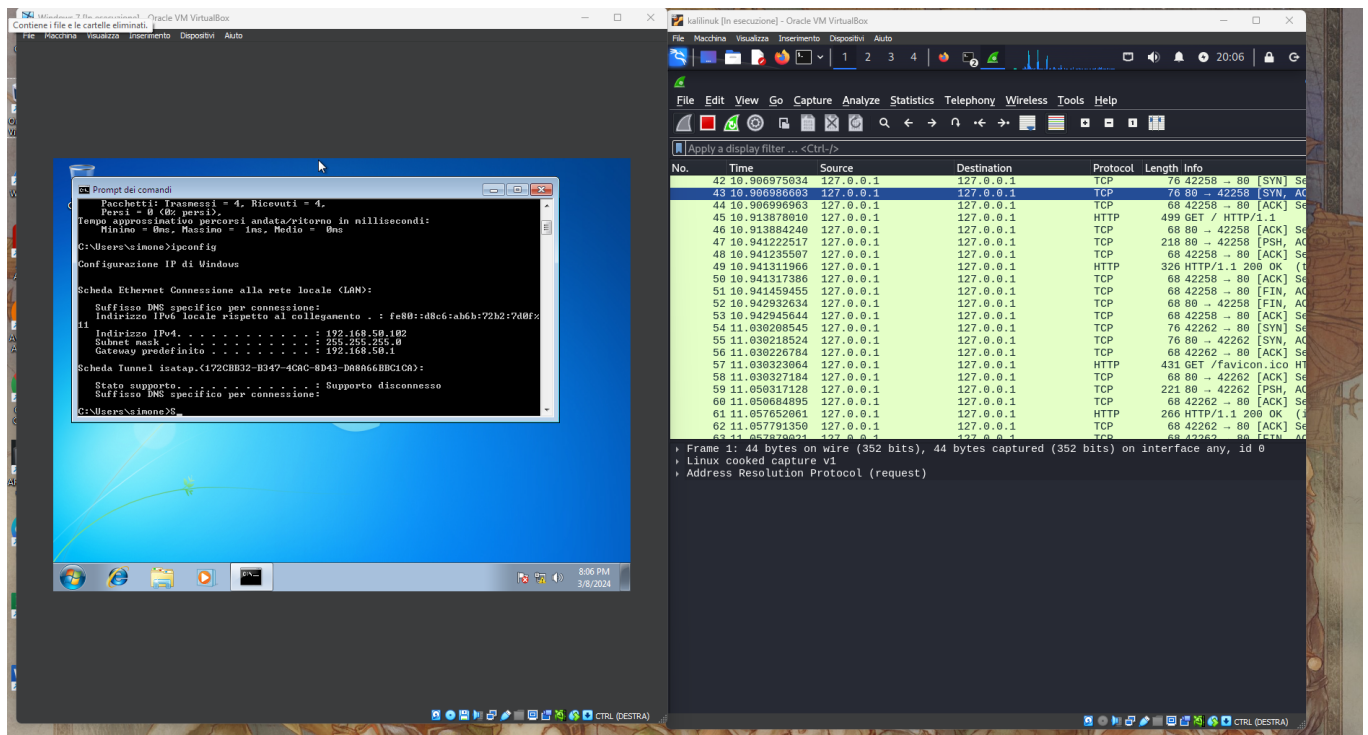 Windows 7 [In esecuzione] - Oracle VM VirtualBox
Contiene i file e le cartelle eliminati.
File Macchina Visualizza Inserimento Dispositivi Aiuto
Prompt dei comandi
Pacchetti: Trasmessi = 4, Ricevuti = 4,
Persi = 0 (0% persi),
Tempo approssimativo percorsi andata/ritorno in millisecondi:
Minimo = 0ms, Massimo = 1ms, Medio = 0ms
C:\Users\simone>ipconfig
Configurazione IP di Windows
Scheda Ethernet Connessione alla rete locale (LAN):
Suffisso DNS specifico per connessione:
Indirizzo IPv6 locale rispetto al collegamento . : fe80::d8c6:ab6b:72b2:7d0f%
11
Indirizzo IPv4. . . . . . . . . . . . : 192.168.50.102
Subnet mask . . . . . . . . . . . . . : 255.255.255.0
Gateway predefinito . . . . . . . . . : 192.168.50.1
Scheda Tunnel isatap.{172CBB32-B347-4CAC-8D43-DA8A66BBC1CA}:
Stato supporto. . . . . . . . . . . . : Supporto disconnesso
Suffisso DNS specifico per connessione:
C:\Users\simone>S_
8:06 PM
3/8/2024
CTRL (DESTRA)
kalilinuk [In esecuzione] - Oracle VM VirtualBox
File Macchina Visualizza Inserimento Dispositivi Aiuto
1 2 3 4 20:06
File Edit View Go Capture Analyze Statistics Telephony Wireless Tools Help
Apply a display filter ... <Ctrl-/>
No. Time Source Destination Protocol Length Info
42 10.906975034 127.0.0.1 127.0.0.1 TCP 76 42258 → 80 [SYN] Se
43 10.906986603 127.0.0.1 127.0.0.1 TCP 76 80 → 42258 [SYN, AC
44 10.906996963 127.0.0.1 127.0.0.1 TCP 68 42258 → 80 [ACK] Se
45 10.913878010 127.0.0.1 127.0.0.1 HTTP 499 GET / HTTP/1.1
46 10.913884240 127.0.0.1 127.0.0.1 TCP 68 80 → 42258 [ACK] Se
47 10.941222517 127.0.0.1 127.0.0.1 TCP 218 80 → 42258 [PSH, AC
48 10.941235507 127.0.0.1 127.0.0.1 TCP 68 42258 → 80 [ACK] Se
49 10.941311966 127.0.0.1 127.0.0.1 HTTP 326 HTTP/1.1 200 OK (t
50 10.941317386 127.0.0.1 127.0.0.1 TCP 68 42258 → 80 [ACK] Se
51 10.941459455 127.0.0.1 127.0.0.1 TCP 68 42258 → 80 [FIN, AC
52 10.942932634 127.0.0.1 127.0.0.1 TCP 68 80 → 42258 [FIN, AC
53 10.942945644 127.0.0.1 127.0.0.1 TCP 68 42258 → 80 [ACK] Se
54 11.030208545 127.0.0.1 127.0.0.1 TCP 76 42262 → 80 [SYN] Se
55 11.030218524 127.0.0.1 127.0.0.1 TCP 76 80 → 42262 [SYN, AC
56 11.030226784 127.0.0.1 127.0.0.1 TCP 68 42262 → 80 [ACK] Se
57 11.030323064 127.0.0.1 127.0.0.1 HTTP 431 GET /favicon.ico HT
58 11.030327184 127.0.0.1 127.0.0.1 TCP 68 80 → 42262 [ACK] Se
59 11.050317128 127.0.0.1 127.0.0.1 TCP 221 80 → 42262 [PSH, AC
60 11.050684895 127.0.0.1 127.0.0.1 TCP 68 42262 → 80 [ACK] Se
61 11.057652061 127.0.0.1 127.0.0.1 HTTP 266 HTTP/1.1 200 OK (i
62 11.057791350 127.0.0.1 127.0.0.1 TCP 68 42262 → 80 [ACK] Se
63 11.057879021 127.0.0.1 127.0.0.1 TCP 68 42262 → 80 [FIN, AC
Frame 1: 44 bytes on wire (352 bits), 44 bytes captured (352 bits) on interface any, id 0
Linux cooked capture v1
Address Resolution Protocol (request)
CTRL (DESTRA)